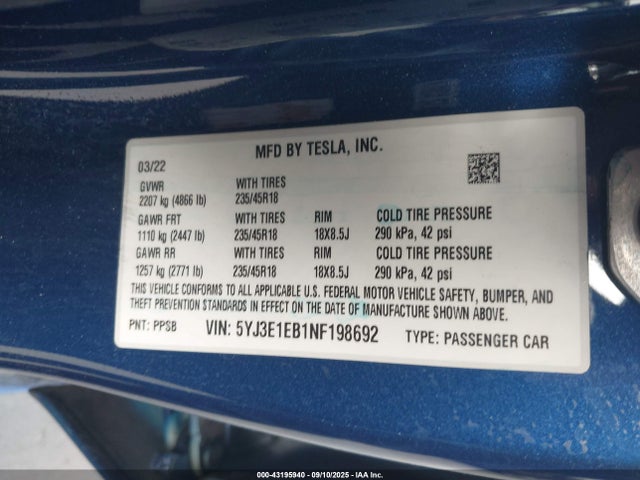 MFD BY TESLA, INC.
03/22
GVWR WITH TIRES
2207 kg (4866 lb) 235/45R18
GAWR FRT WITH TIRES RIM COLD TIRE PRESSURE
1110 kg (2447 lb) 235/45R18 18X8.5J 290 kPa, 42 psi
GAWR RR WITH TIRES RIM COLD TIRE PRESSURE
1257 kg (2771 lb) 235/45R18 18X8.5J 290 kPa, 42 psi
THIS VEHICLE CONFORMS TO ALL APPLICABLE U.S. FEDERAL MOTOR VEHICLE SAFETY, BUMPER, AND
THEFT PREVENTION STANDARDS IN EFFECT ON THE DATE OF MANUFACTURE SHOWN ABOVE.
PNT: PPSB VIN: 5YJ3E1EB1NF198692 TYPE: PASSENGER CAR
000-43195940 - 09/10/2025 - IAA Inc.